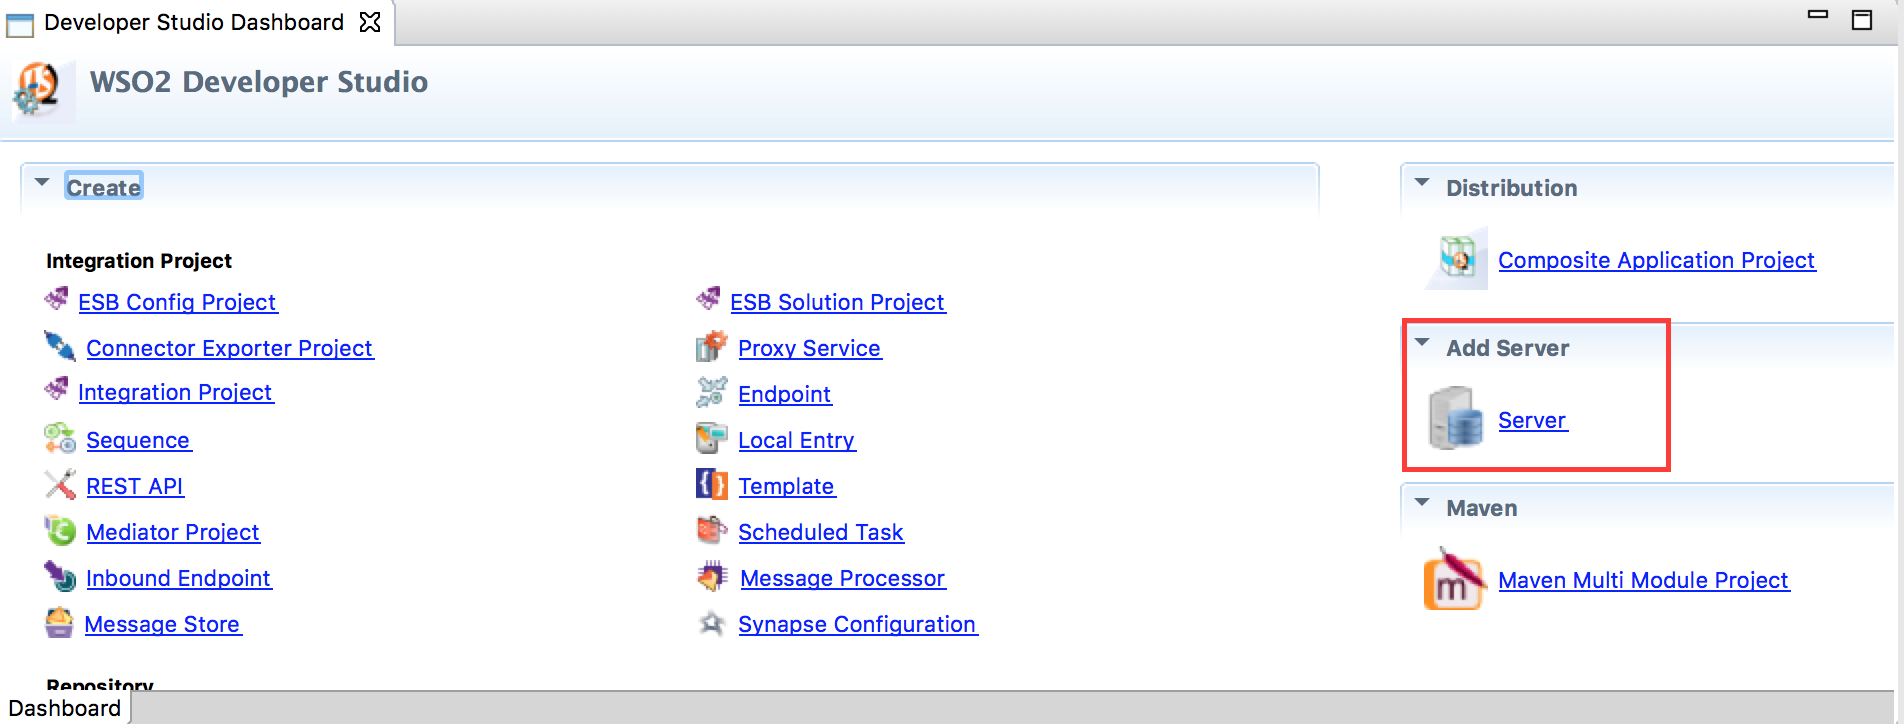 Developer Studio Dashboard
WSO2 Developer Studio
Create
Integration Project
ESB Config Project
Connector Exporter Project
Integration Project
Sequence
REST API
Mediator Project
Inbound Endpoint
Message Store
ESB Solution Project
Proxy Service
Endpoint
Local Entry
Template
Scheduled Task
Message Processor
Synapse Configuration
Repository
Distribution
Composite Application Project
Add Server
Server
Maven
m
Maven Multi Module Project
Dashboard